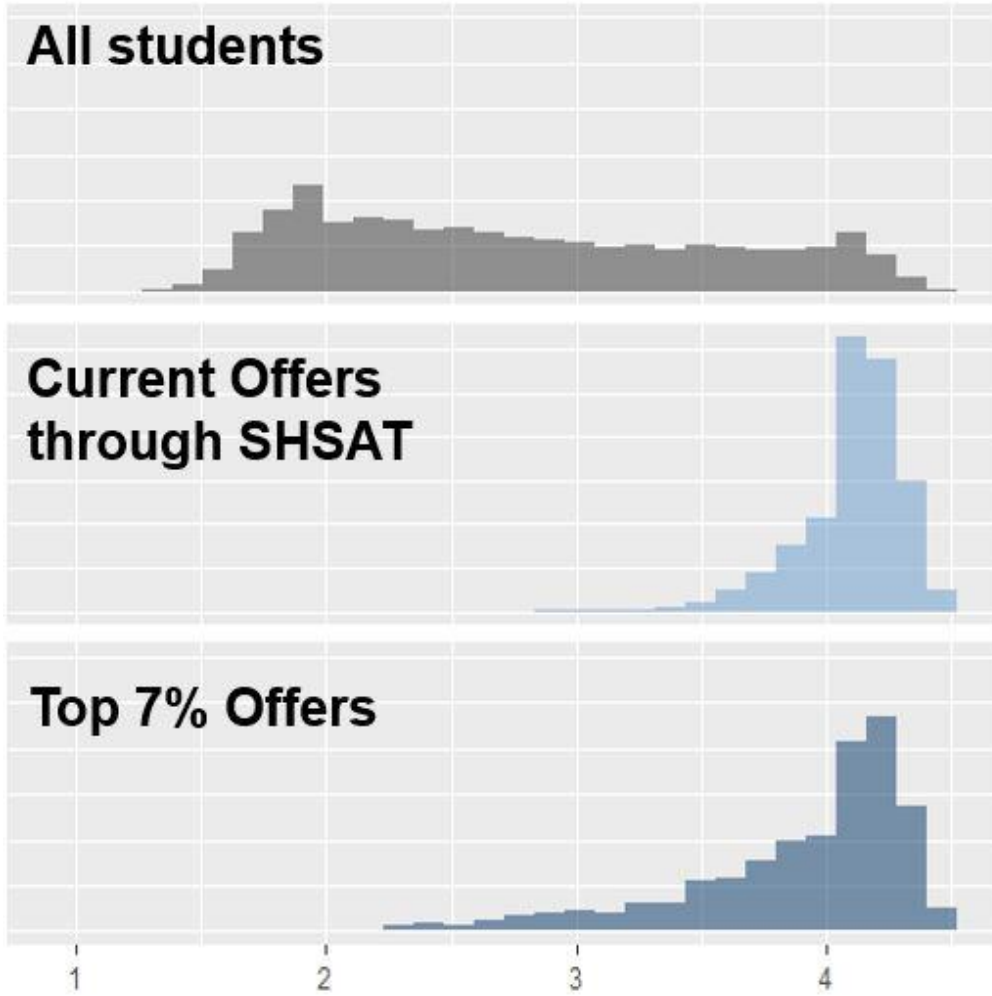 All students
Current Offers
through SHSAT
Top 7% Offers
1 2 3 4